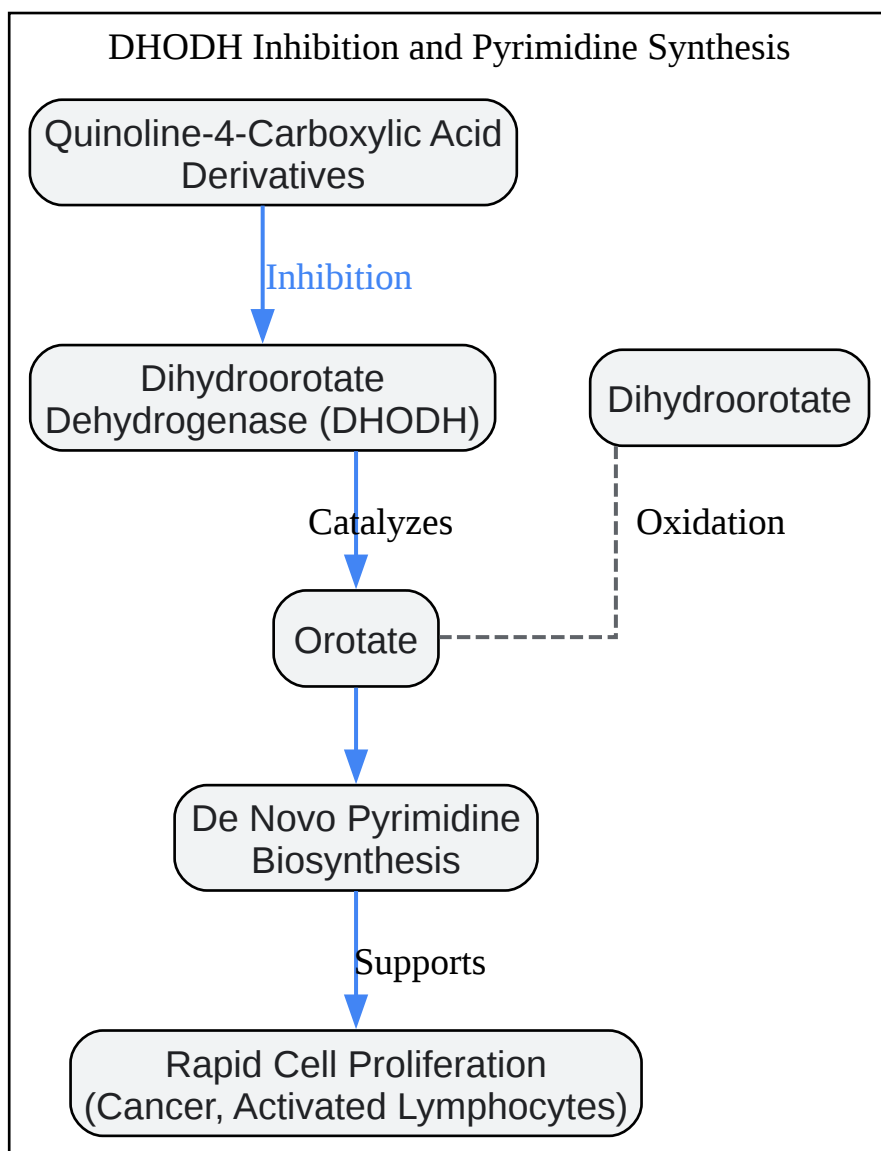 DHODH Inhibition and Pyrimidine Synthesis
Quinoline-4-Carboxylic Acid
Derivatives
Inhibition
Dihydroorotate
Dehydrogenase (DHODH)
Dihydroorotate
Catalyzes
Oxidation
Orotate
De Novo Pyrimidine
Biosynthesis
Supports
Rapid Cell Proliferation
(Cancer, Activated Lymphocytes)